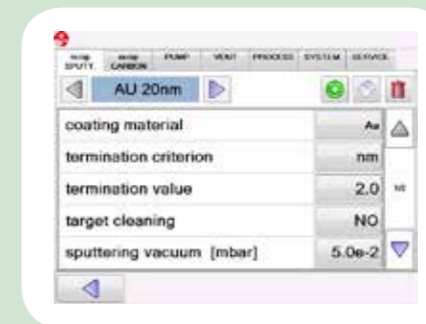 SPUTT. CARBON PUMP VENT PROCESS SYSTEM SERVICE
AU 20nm
coating material Au
termination criterion nm
termination value 2.0
target cleaning NO
sputtering vacuum [mbar] 5.0e-2